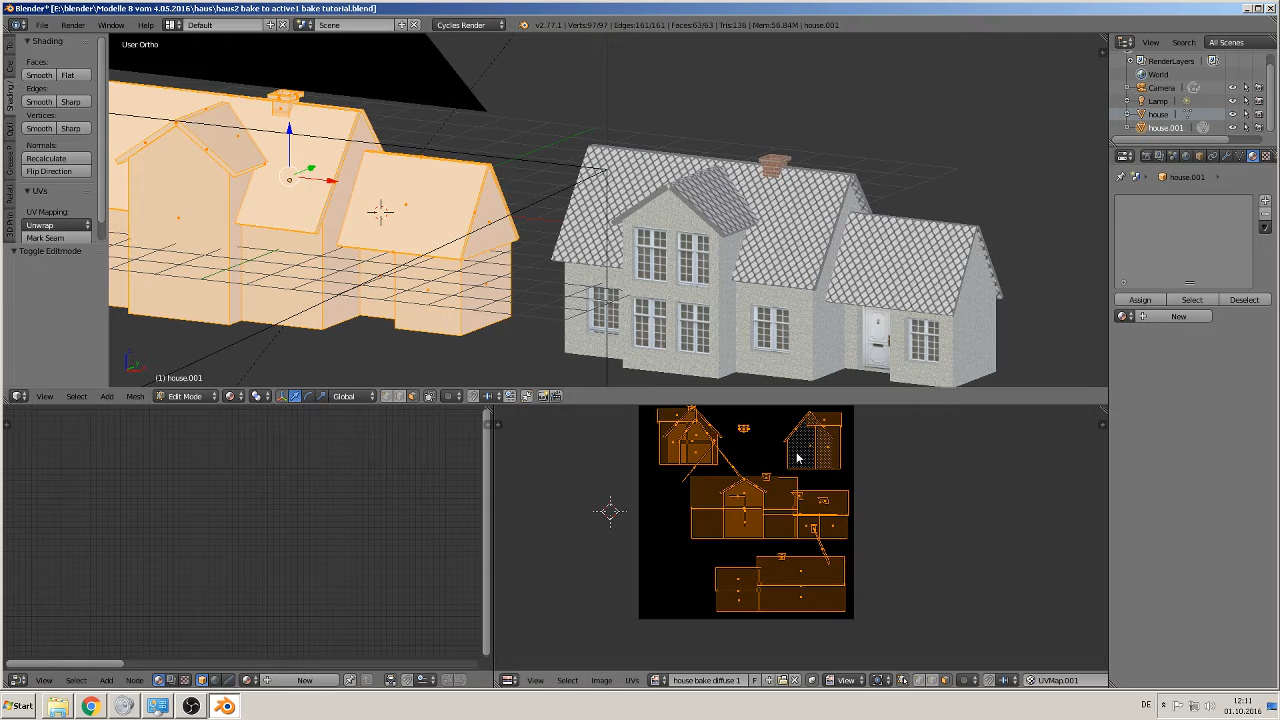 Blender* [E:\blender\Modelle B vom 4.05.2016\haus\haus2 bake to active1 bake tutorial.blend]
File Render Window Help Default Scene Cycles Render v2.77.1 | Verts:97/97 | Edges:161/161 | Faces:63/63 | Tris:136 | Mem:56.84M | house.001
Shading
Faces:
Smooth Flat
Edges:
Smooth Sharp
Vertices:
Smooth Sharp
Normals:
Recalculate
Flip Direction
UVs
UV Mapping:
Unwrap
Mark Seam
Toggle Editmode
User Ortho
(1) house.001
View Select Add Mesh Edit Mode Global
View Search All Scenes
RenderLayers
World
Camera
Lamp
house
house.001
house.001
Assign Select Deselect
New
View Select Add Node New
View Select Image UVs house bake diffuse 1 F View UVMap.001
Start
DE
12:11
01.10.2016